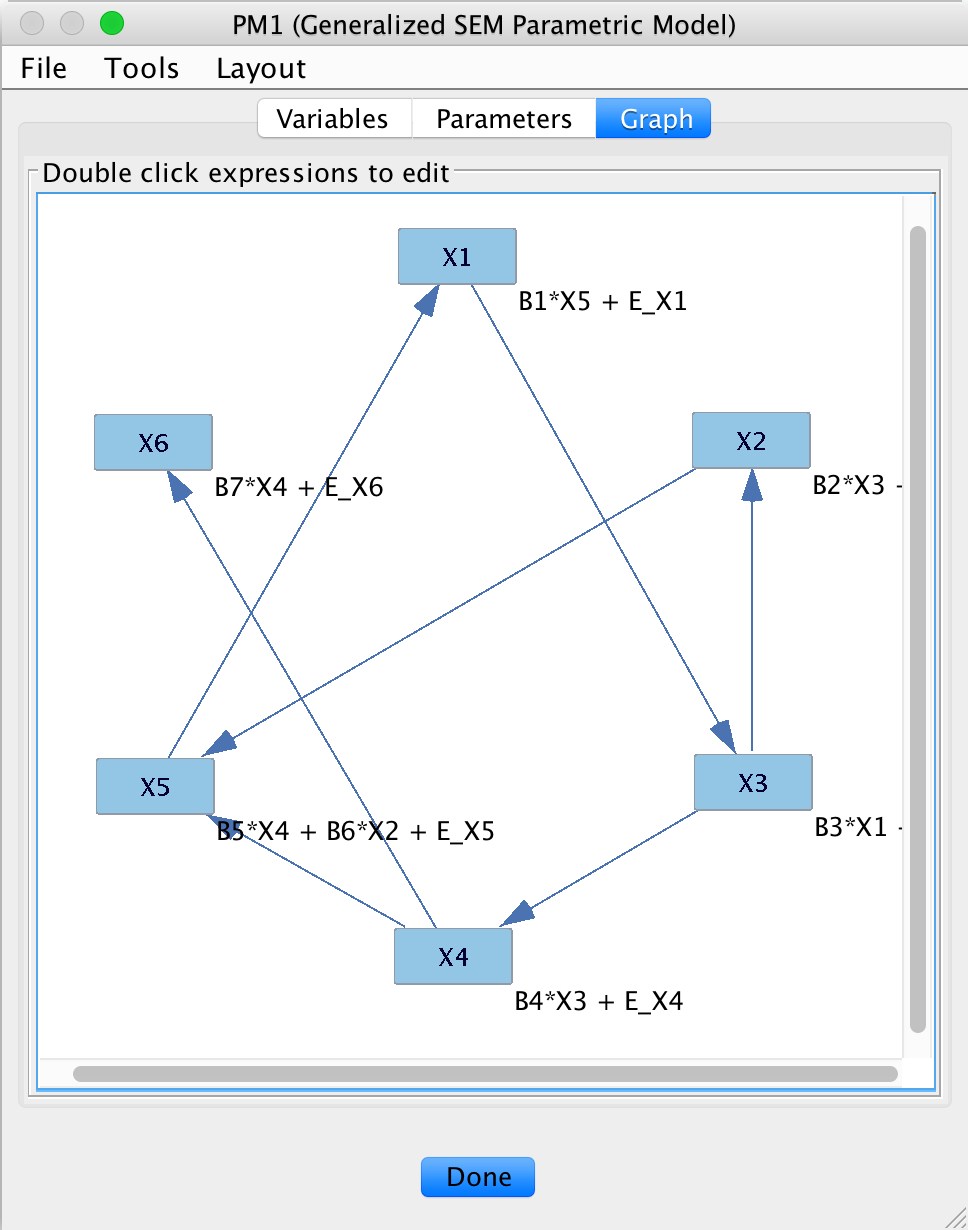 PM1 (Generalized SEM Parametric Model)
File Tools Layout
Variables Parameters Graph
Double click expressions to edit
X1
B1*X5 + E_X1
X6
X2
B7*X4 + E_X6
B2*X3 -
X5
X3
B5*X4 + B6*X2 + E_X5
B3*X1 -
X4
B4*X3 + E_X4
Done